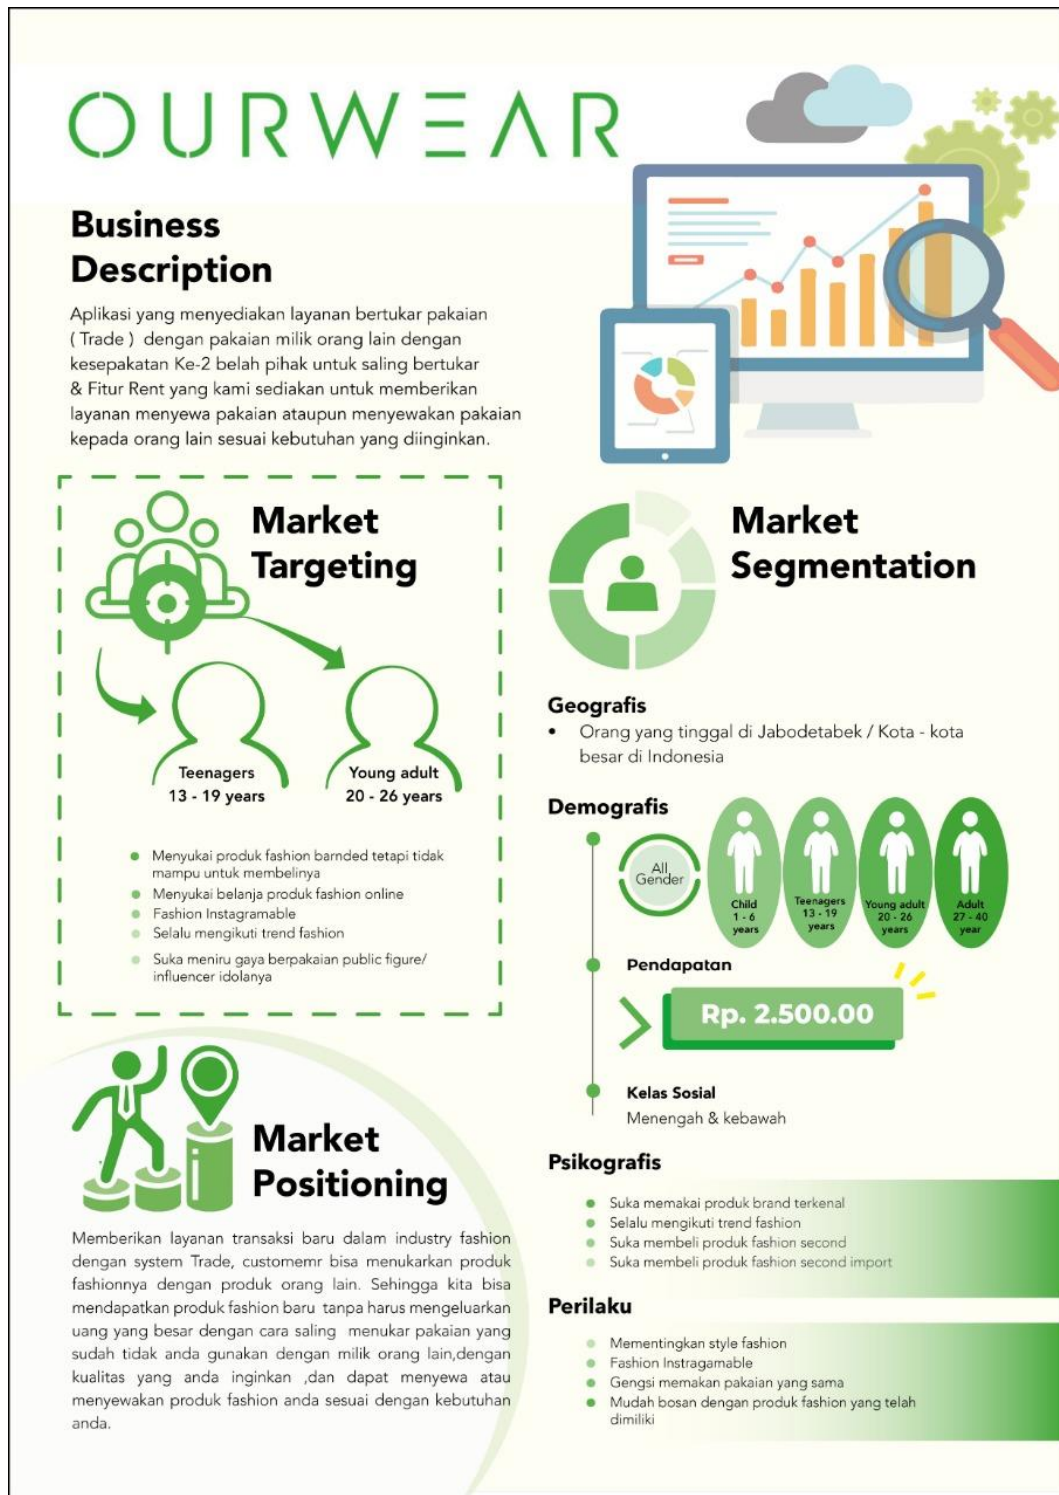 OURWEAR
Business
Description
Aplikasi yang menyediakan layanan bertukar pakaian
( Trade ) dengan pakaian milik orang lain dengan
kesepakatan Ke-2 belah pihak untuk saling bertukar
& Fitur Rent yang kami sediakan untuk memberikan
layanan menyewa pakaian ataupun menyewakan pakaian
kepada orang lain sesuai kebutuhan yang diinginkan.
Market
Targeting
Teenagers
13 - 19 years
Young adult
20 - 26 years
• Menyukai produk fashion barnded tetapi tidak
mampu untuk membelinya
• Menyukai belanja produk fashion online
• Fashion Instagramable
• Selalu mengikuti trend fashion
• Suka meniru gaya berpakaian public figure/
influencer idolanya
Market
Positioning
Memberikan layanan transaksi baru dalam industry fashion
dengan system Trade, customemr bisa menukarkan produk
fashionnya dengan produk orang lain. Sehingga kita bisa
mendapatkan produk fashion baru tanpa harus mengeluarkan
uang yang besar dengan cara saling menukar pakaian yang
sudah tidak anda gunakan dengan milik orang lain,dengan
kualitas yang anda inginkan ,dan dapat menyewa atau
menyewakan produk fashion anda sesuai dengan kebutuhan
anda.
Market
Segmentation
Geografis
• Orang yang tinggal di Jabodetabek / Kota - kota
besar di Indonesia
Demografis
All
Gender
Child
1 - 6
years
Teenagers
13 - 19
years
Young adult
20 - 26
years
Adult
27 - 40
year
Pendapatan
Rp. 2.500.00
Kelas Sosial
Menengah & kebawah
Psikografis
• Suka memakai produk brand terkenal
• Selalu mengikuti trend fashion
• Suka membeli produk fashion second
• Suka membeli produk fashion second import
Perilaku
• Mementingkan style fashion
• Fashion Instragamable
• Gengsi memakan pakaian yang sama
• Mudah bosan dengan produk fashion yang telah
dimiliki